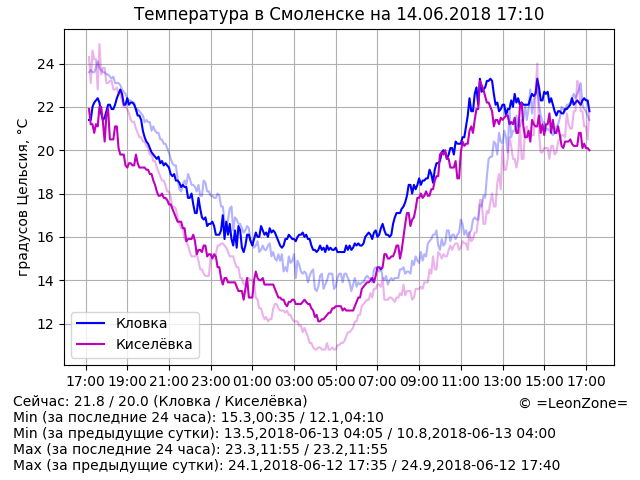 Температура в Смоленске на 14.06.2018 17:10
градусов Цельсия, °С
24
22
20
18
16
14
12
Кловка
Киселёвка
17:00 19:00 21:00 23:00 01:00 03:00 05:00 07:00 09:00 11:00 13:00 15:00 17:00
Сейчас: 21.8 / 20.0 (Кловка / Киселёвка)
© =LeonZone=
Min (за последние 24 часа): 15.3,00:35 / 12.1,04:10
Min (за предыдущие сутки): 13.5,2018-06-13 04:05 / 10.8,2018-06-13 04:00
Max (за последние 24 часа): 23.3,11:55 / 23.2,11:55
Max (за предыдущие сутки): 24.1,2018-06-12 17:35 / 24.9,2018-06-12 17:40